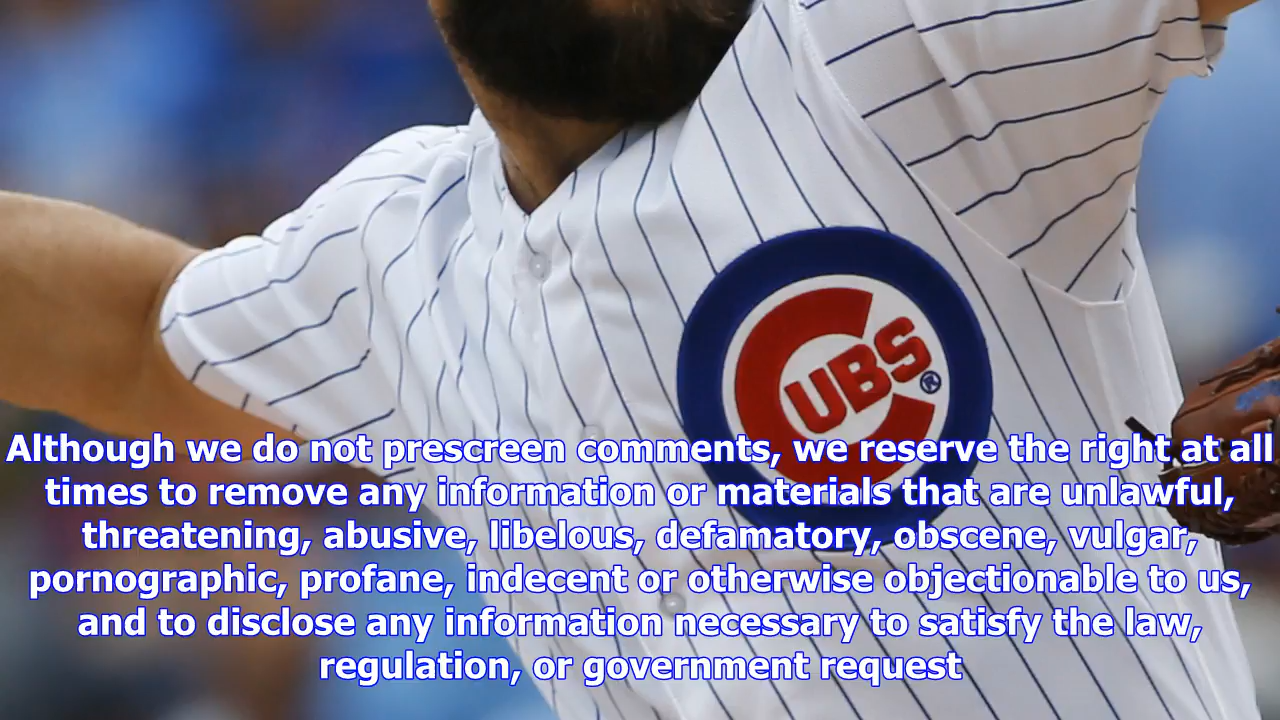 CUBS
®
Although we do not prescreen comments, we reserve the right at all
times to remove any information or materials that are unlawful,
threatening, abusive, libelous, defamatory, obscene, vulgar,
pornographic, profane, indecent or otherwise objectionable to us,
and to disclose any information necessary to satisfy the law,
regulation, or government request